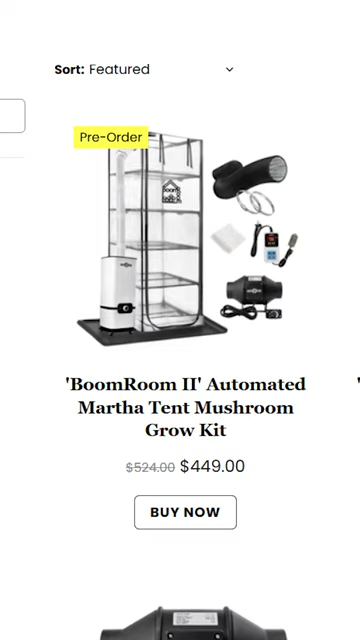 Sort: Featured
Pre-Order
'BoomRoom II' Automated
Martha Tent Mushroom
Grow Kit
$524.00 $449.00
BUY NOW